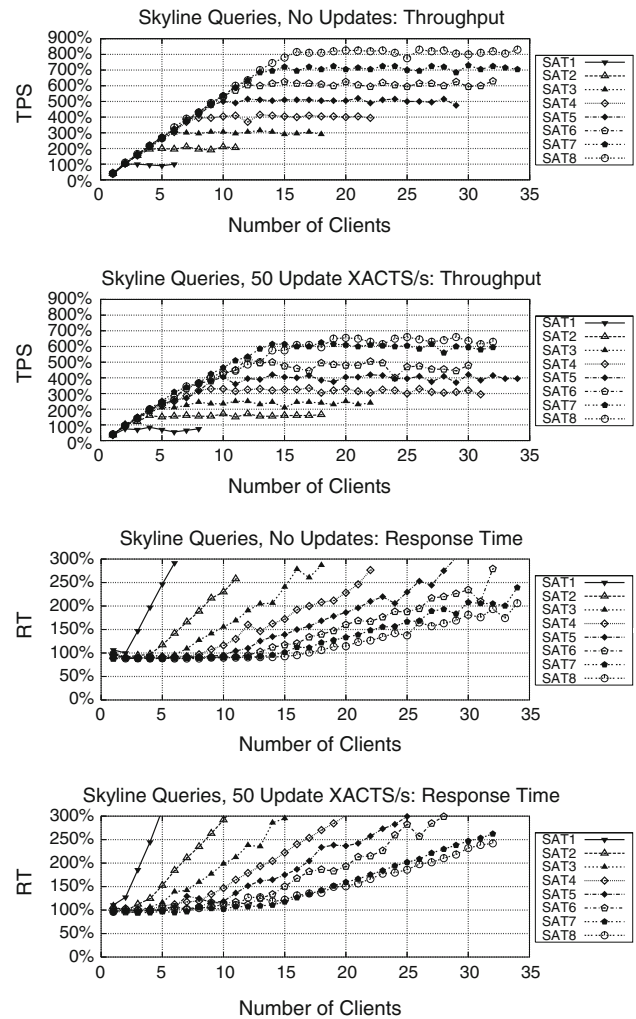 Skyline Queries, No Updates: Throughput
TPS
900%
800%
700%
600%
500%
400%
300%
200%
100%
0%
0 5 10 15 20 25 30 35
Number of Clients
SAT1
SAT2
SAT3
SAT4
SAT5
SAT6
SAT7
SAT8
Skyline Queries, 50 Update XACTS/s: Throughput
TPS
900%
800%
700%
600%
500%
400%
300%
200%
100%
0%
0 5 10 15 20 25 30 35
Number of Clients
SAT1
SAT2
SAT3
SAT4
SAT5
SAT6
SAT7
SAT8
Skyline Queries, No Updates: Response Time
RT
300%
250%
200%
150%
100%
50%
0%
0 5 10 15 20 25 30 35
Number of Clients
SAT1
SAT2
SAT3
SAT4
SAT5
SAT6
SAT7
SAT8
Skyline Queries, 50 Update XACTS/s: Response Time
RT
300%
250%
200%
150%
100%
50%
0%
0 5 10 15 20 25 30 35
Number of Clients
SAT1
SAT2
SAT3
SAT4
SAT5
SAT6
SAT7
SAT8